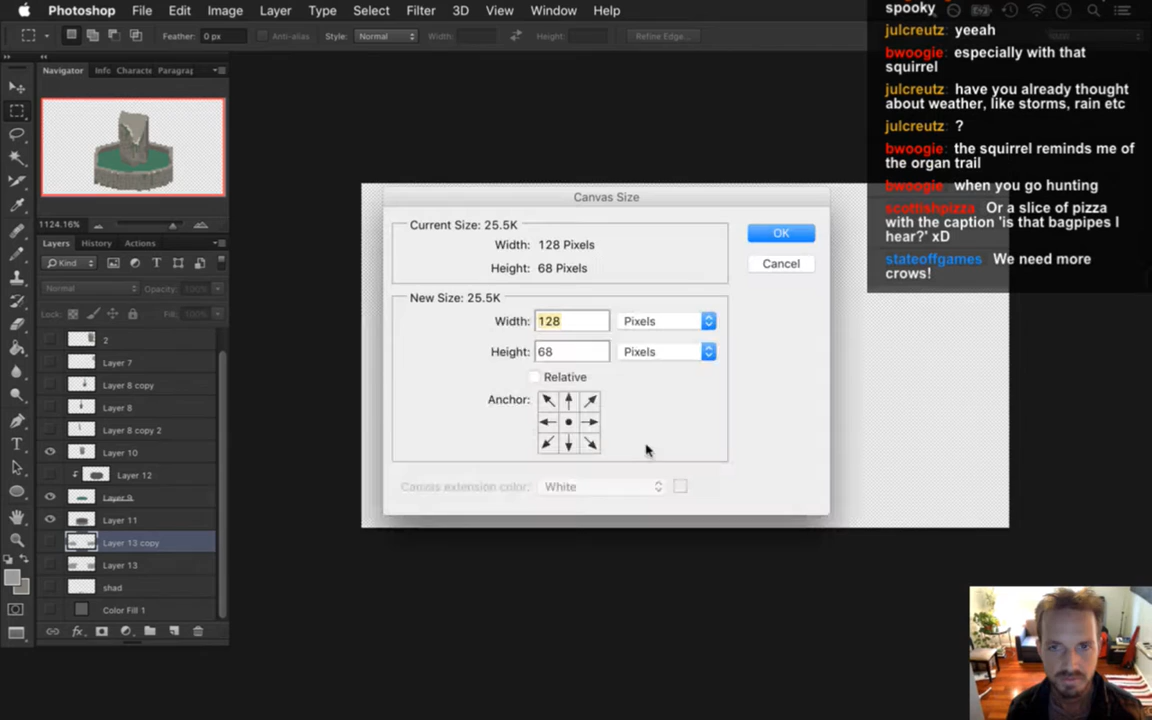 Photoshop File Edit Image Layer Type Select Filter 3D View Window Help
Feather: 0 px Anti-alias Style: Normal Width: Height: Refine Edge...
Navigator Info Characte Paragraj
1124.16%
Layers History Actions
Kind
Normal Opacity: 100%
Lock: Fill: 100%
2
Layer 7
Layer 8 copy
Layer 8
Layer 8 copy 2
Layer 10
Layer 12
Layer 9
Layer 11
Layer 13 copy
Layer 13
shad
Color Fill 1
Canvas Size
Current Size: 25.5K
Width: 128 Pixels
Height: 68 Pixels
New Size: 25.5K
Width: 128 Pixels
Height: 68 Pixels
Relative
Anchor:
Canvas extension color: White
OK
Cancel
spooky
julcreutz: yeeah
bwoogie: especially with that
squirrel
julcreutz: have you already thought
about weather, like storms, rain etc
julcreutz: ?
bwoogie: the squirrel reminds me of
the organ trail
bwoogie: when you go hunting
scottishpizza: Or a slice of pizza
with the caption 'is that bagpipes I
hear?' xD
stateoffgames: We need more
crows!